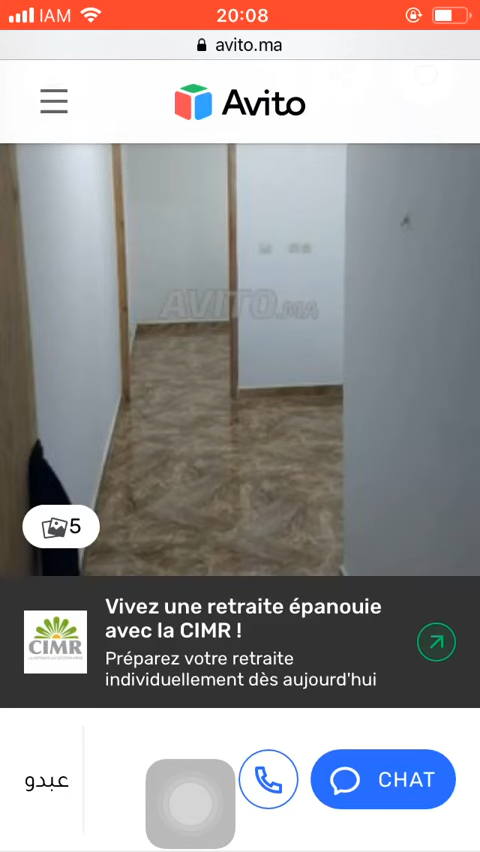 IAM
20:08
avito.ma
Avito
AVITO.MA
5
CIMR
Vivez une retraite épanouie
avec la CIMR !
Préparez votre retraite
individuellement dès aujourd'hui
عبدو
CHAT